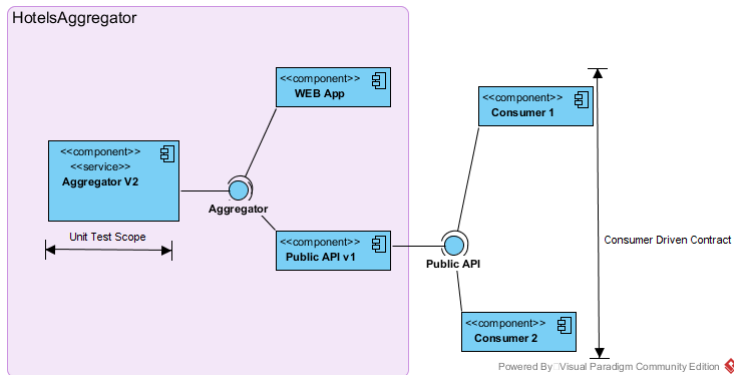 HotelsAggregator
<<component>>
WEB App
<<component>>
Consumer 1
<<component>>
<<service>>
Aggregator V2
Aggregator
Unit Test Scope
<<component>>
Public API v1
Public API
Consumer Driven Contract
<<component>>
Consumer 2
Powered By Visual Paradigm Community Edition